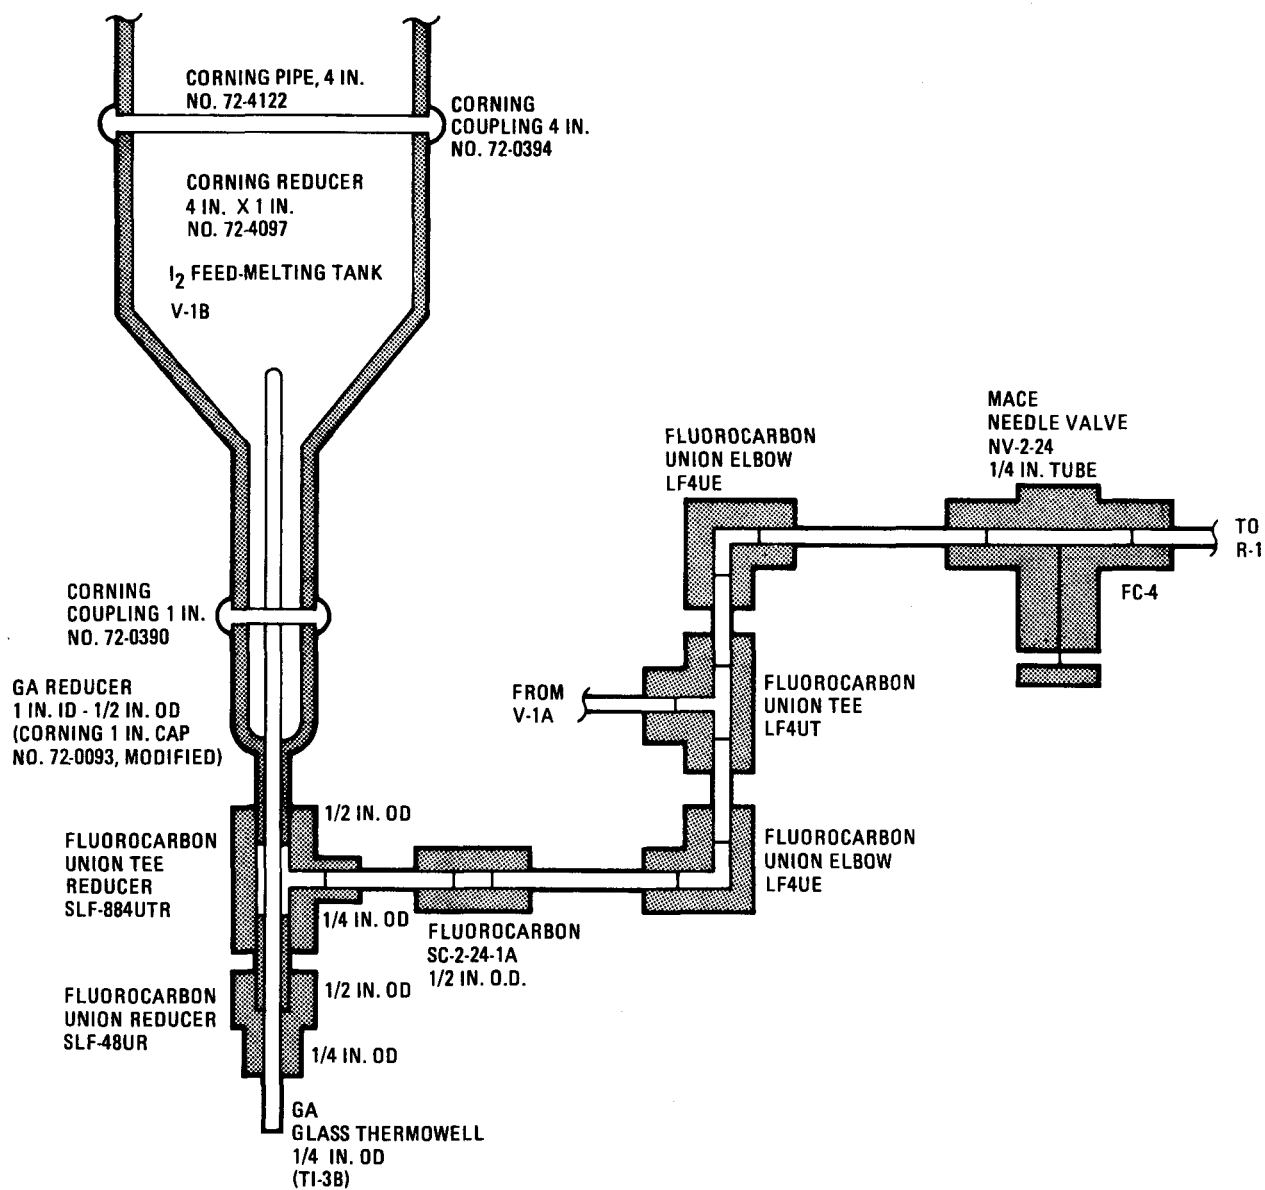 CORNING PIPE, 4 IN.
NO. 72-4122
CORNING
COUPLING 4 IN.
NO. 72-0394
CORNING REDUCER
4 IN. X 1 IN.
NO. 72-4097
I2 FEED-MELTING TANK
V-1B
MACE
NEEDLE VALVE
NV-2-24
1/4 IN. TUBE
FLUOROCARBON
UNION ELBOW
LF4UE
TO
R-1
FC-4
CORNING
COUPLING 1 IN.
NO. 72-0390
GA REDUCER
1 IN. ID - 1/2 IN. OD
(CORNING 1 IN. CAP
NO. 72-0093, MODIFIED)
FROM
V-1A
FLUOROCARBON
UNION TEE
LF4UT
1/2 IN. OD
FLUOROCARBON
UNION TEE
REDUCER
SLF-884UTR
FLUOROCARBON
UNION ELBOW
LF4UE
1/4 IN. OD
FLUOROCARBON
SC-2-24-1A
1/2 IN. O.D.
FLUOROCARBON
UNION REDUCER
SLF-48UR
1/2 IN. OD
1/4 IN. OD
GA
GLASS THERMOWELL
1/4 IN. OD
(TI-3B)